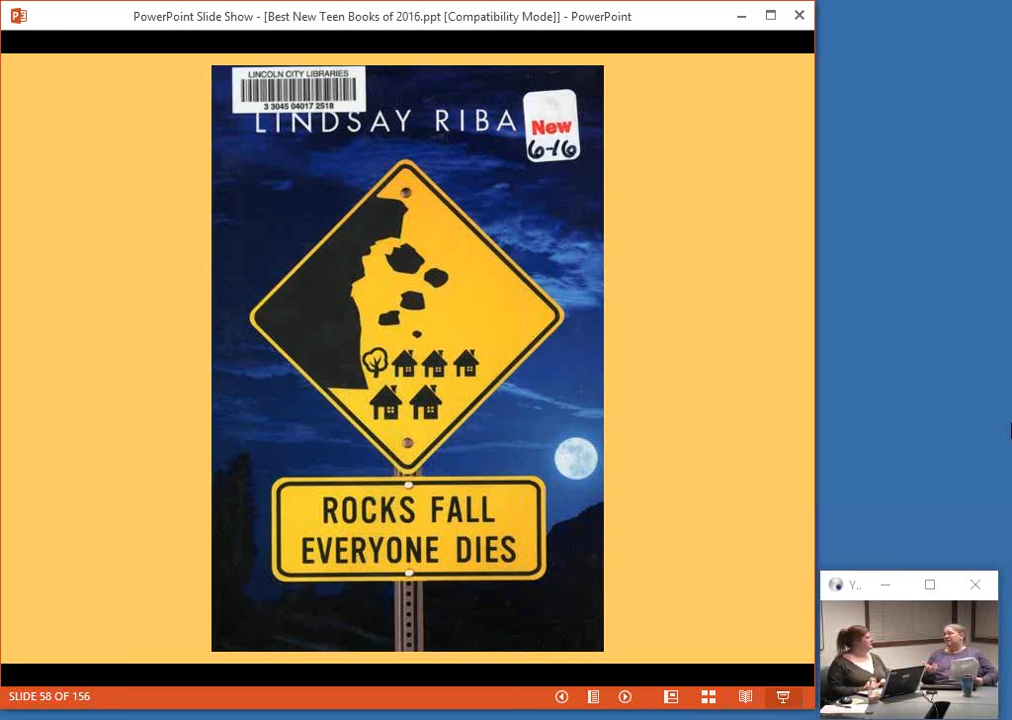 PowerPoint Slide Show - [Best New Teen Books of 2016.ppt [Compatibility Mode]] - PowerPoint
LINCOLN CITY LIBRARIES
3 3045 04017 2518
LINDSAY RIBA
New
6-16
ROCKS FALL
EVERYONE DIES
Y..
SLIDE 58 OF 156